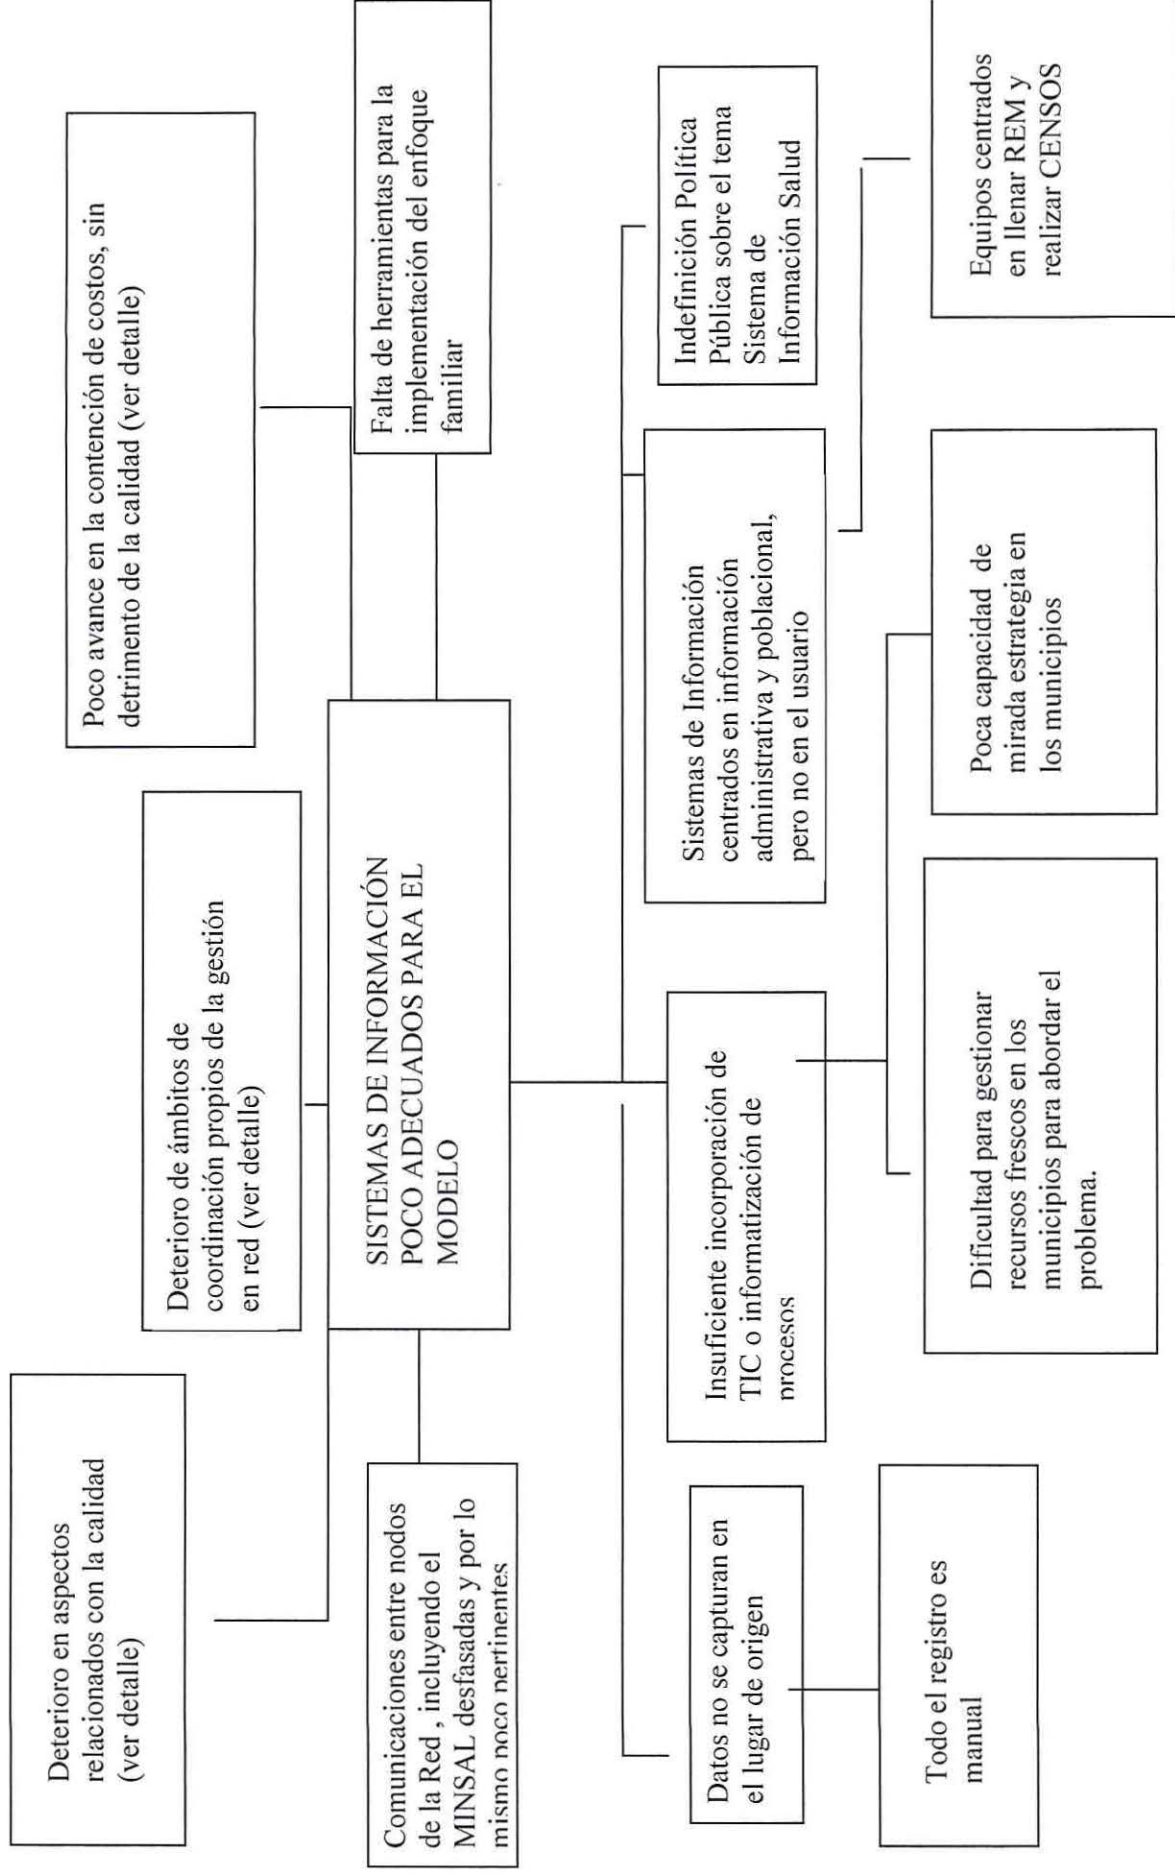 Deterioro en aspectos
relacionados con la calidad
(ver detalle)
Deterioro de ámbitos de
coordinación propios de la gestión
en red (ver detalle)
Poco avance en la contención de costos, sin
detrimento de la calidad (ver detalle)
Comunicaciones entre nodos
de la Red , incluyendo el
MINSAL desfasadas y por lo
mismo poco pertinentes
SISTEMAS DE INFORMACIÓN
POCO ADECUADOS PARA EL
MODELO
Falta de herramientas para la
implementación del enfoque
familiar
Datos no se capturan en
el lugar de origen
Insuficiente incorporación de
TIC o informatización de
procesos
Sistemas de Información
centrados en información
administrativa y poblacional,
pero no en el usuario
Indefinición Política
Pública sobre el tema
Sistema de
Información Salud
Todo el registro es
manual
Dificultad para gestionar
recursos frescos en los
municipios para abordar el
problema.
Poca capacidad de
mirada estrategia en
los municipios
Equipos centrados
en llenar REM y
realizar CENSOS